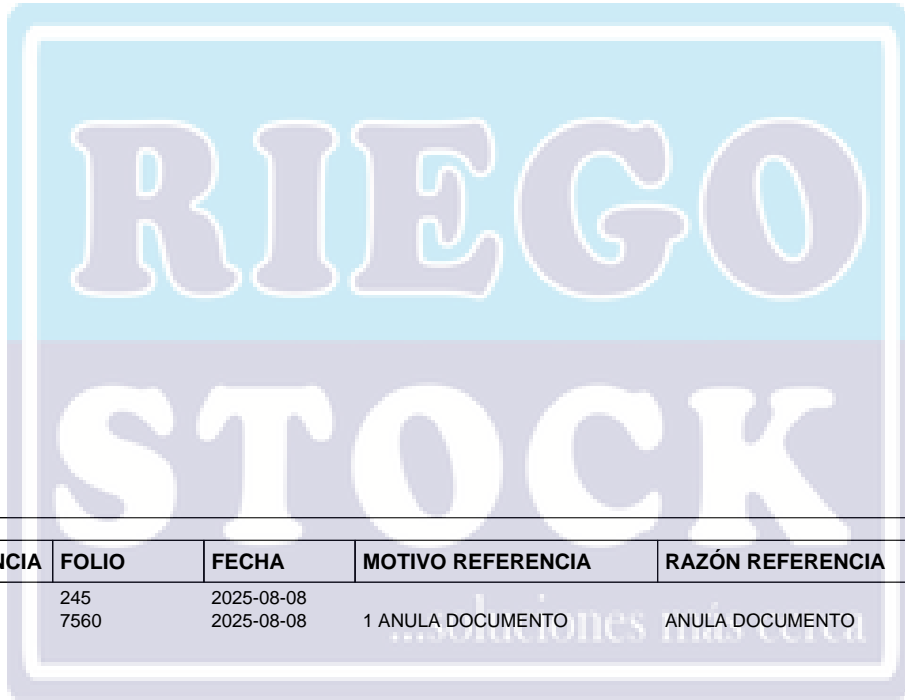 RIEGO
STOCK
NCIA FOLIO FECHA MOTIVO REFERENCIA RAZÓN REFERENCIA
245 2025-08-08
7560 2025-08-08 1 ANULA DOCUMENTO ANULA DOCUMENTO
...soluciones más cerca